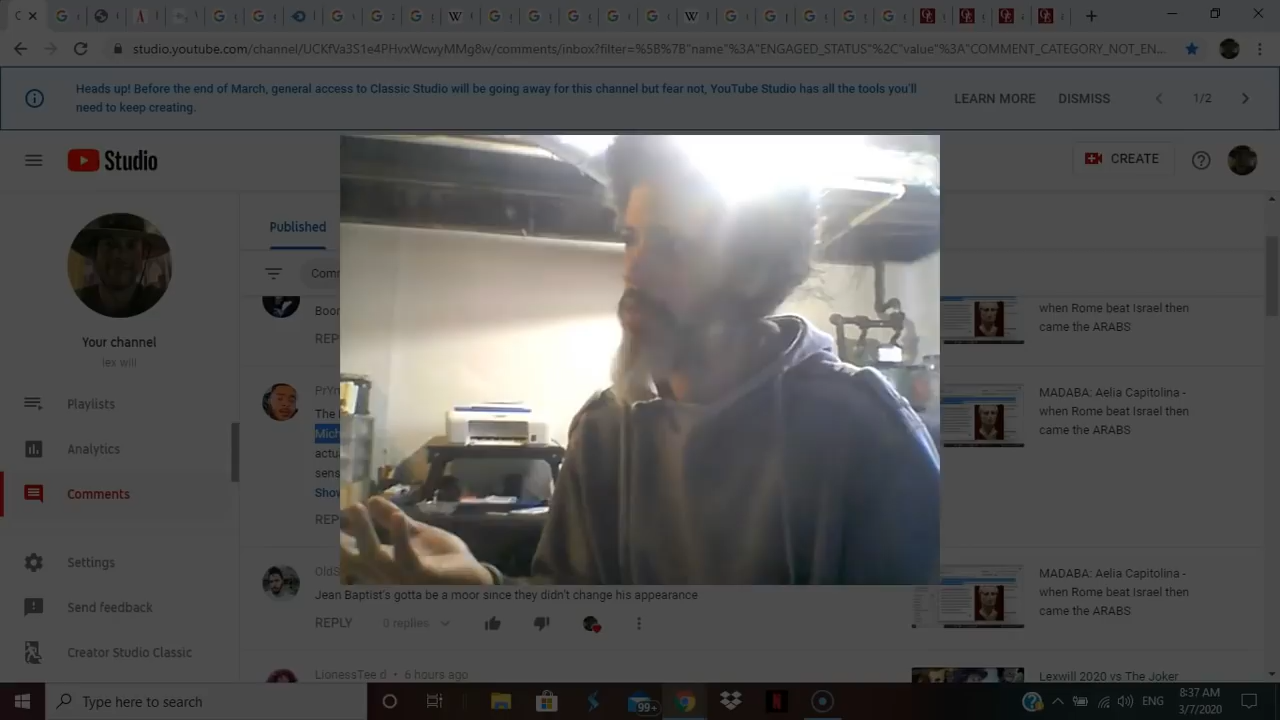 studio.youtube.com/channel/UCKfVa3S1e4PHvxWcwyMMg8w/comments/inbox?filter=%5B%7B"name"%3A"ENGAGED_STATUS"%2C"value"%3A"COMMENT_CATEGORY_NOT_EN...
Heads up! Before the end of March, general access to Classic Studio will be going away for this channel but fear not, YouTube Studio has all the tools you'll
need to keep creating.
LEARN MORE
DISMISS
1/2
Studio
CREATE
Your channel
lex will
Playlists
Analytics
Comments
Settings
Send feedback
Creator Studio Classic
Published
Boor
REP
The
Mich
actu
sens
Show
REP
Jean Baptist's gotta be a moor since they didn't change his appearance
REPLY
0 replies
LionessTee d • 6 hours ago
when Rome beat Israel then
came the ARABS
MADABA: Aelia Capitolina -
when Rome beat Israel then
came the ARABS
MADABA: Aelia Capitolina -
when Rome beat Israel then
came the ARABS
Lexwill 2020 vs The Joker
Type here to search
99+
ENG
8:37 AM
3/7/2020